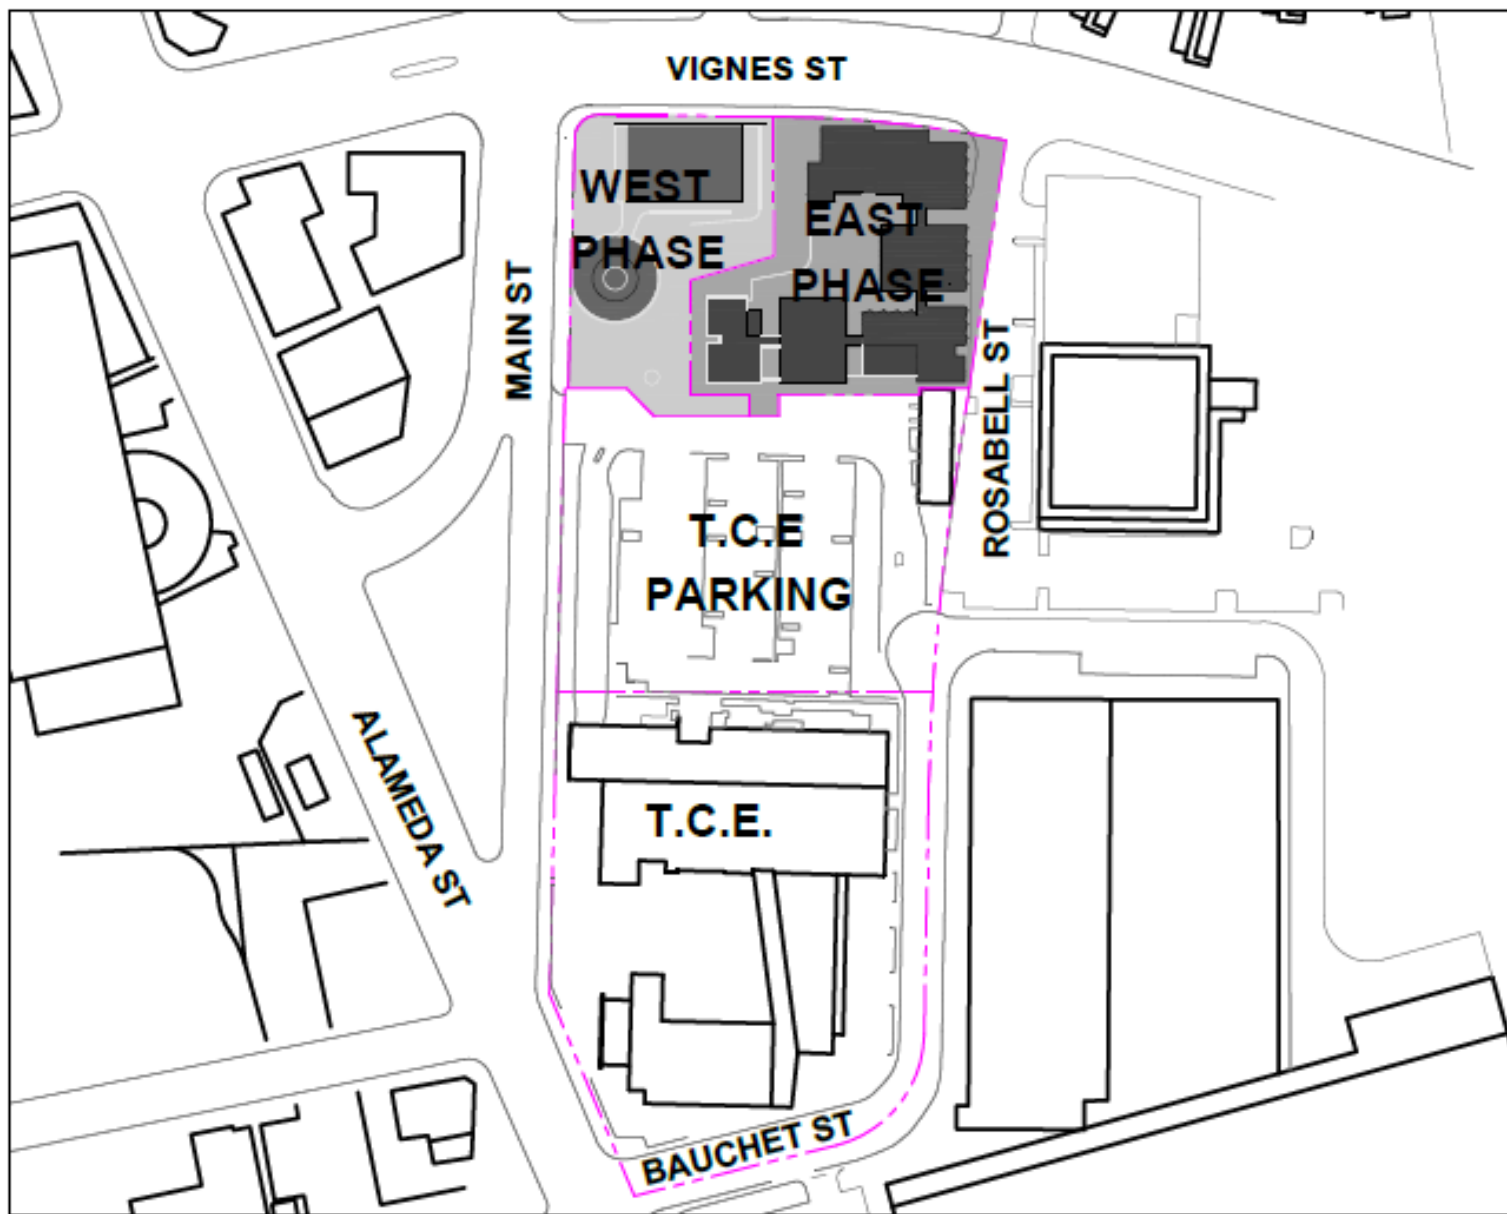 VIGNES ST
WEST
PHASE
EAST
PHASE
MAIN ST
ROSABELL ST
T.C.E
PARKING
ALAMEDA ST
T.C.E.
BAUCHET ST